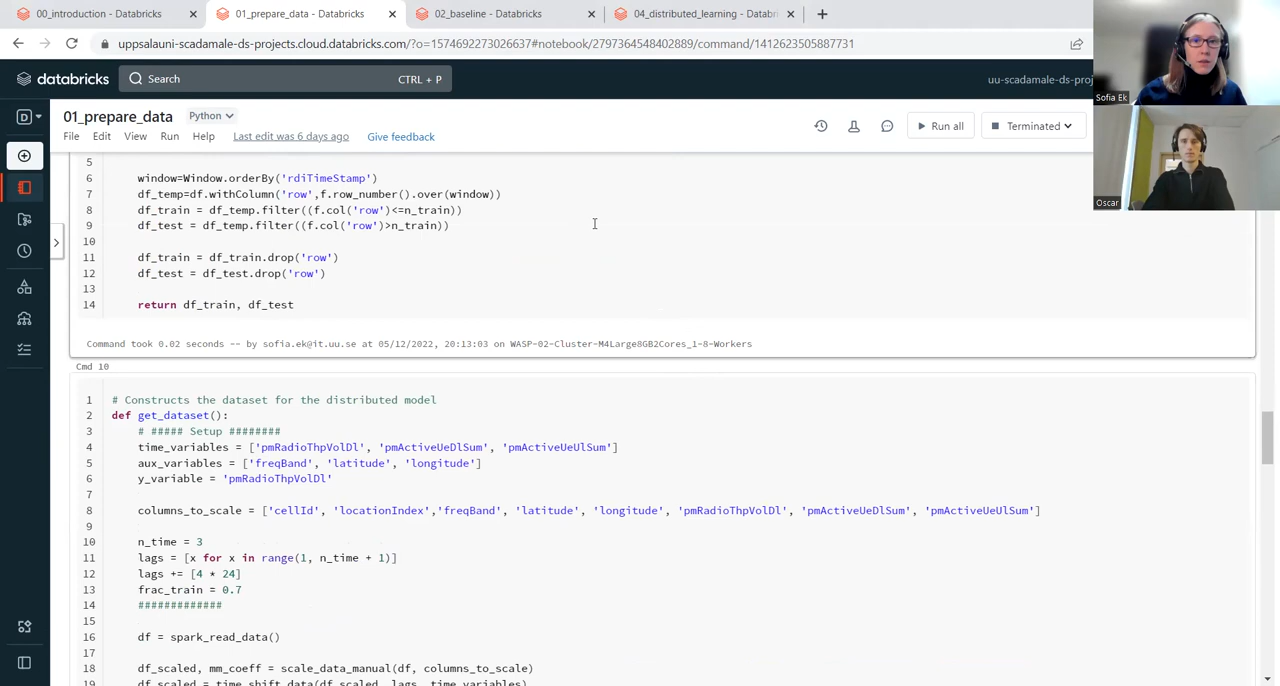 00_introduction - Databricks
01_prepare_data - Databricks
02_baseline - Databricks
04_distributed_learning - Databri
uppsalauni-scadamale-ds-projects.cloud.databricks.com/?o=1574692273026637#notebook/2797364548402889/command/1412623505887731
databricks
Search
CTRL + P
uu-scadamale-ds-proj
Sofia Ek
Oscar
D
01_prepare_data
Python
File
Edit
View
Run
Help
Last edit was 6 days ago
Give feedback
Run all
Terminated
5
6 window=Window.orderBy('rdiTimeStamp')
7 df_temp=df.withColumn('row',f.row_number().over(window))
8 df_train = df_temp.filter((f.col('row')<=n_train))
9 df_test = df_temp.filter((f.col('row')>n_train))
10
11 df_train = df_train.drop('row')
12 df_test = df_test.drop('row')
13
14 return df_train, df_test
Command took 0.02 seconds -- by sofia.ek@it.uu.se at 05/12/2022, 20:13:03 on WASP-02-Cluster-M4Large8GB2Cores_1-8-Workers
Cmd 10
1 # Constructs the dataset for the distributed model
2 def get_dataset():
3 # ##### Setup ########
4 time_variables = ['pmRadioThpVolDl', 'pmActiveUeDlSum', 'pmActiveUeUlSum']
5 aux_variables = ['freqBand', 'latitude', 'longitude']
6 y_variable = 'pmRadioThpVolDl'
7
8 columns_to_scale = ['cellId', 'locationIndex','freqBand', 'latitude', 'longitude', 'pmRadioThpVolDl', 'pmActiveUeDlSum', 'pmActiveUeUlSum']
9
10 n_time = 3
11 lags = [x for x in range(1, n_time + 1)]
12 lags += [4 * 24]
13 frac_train = 0.7
14 #############
15
16 df = spark_read_data()
17
18 df_scaled, mm_coeff = scale_data_manual(df, columns_to_scale)
19 df_scaled = time_shift_data(df_scaled, lags, time_variables)